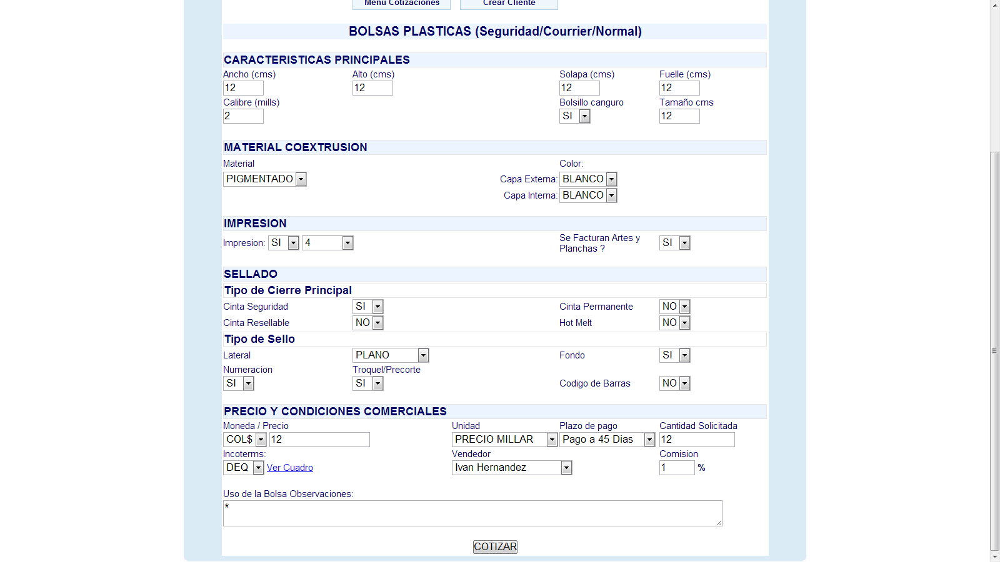 Menu Cotizaciones Crear Cliente
BOLSAS PLASTICAS (Seguridad/Courrier/Normal)
CARACTERISTICAS PRINCIPALES
Ancho (cms) Alto (cms) Solapa (cms) Fuelle (cms)
12 12 12 12
Calibre (mills) Bolsillo canguro Tamaño cms
2 SI 12
MATERIAL COEXTRUSION
Material Color:
PIGMENTADO Capa Externa: BLANCO
Capa Interna: BLANCO
IMPRESION
Impresion: SI 4 Se Facturan Artes y
Planchas ? SI
SELLADO
Tipo de Cierre Principal
Cinta Seguridad SI Cinta Permanente NO
Cinta Resellable NO Hot Melt NO
Tipo de Sello
Lateral PLANO Fondo SI
Numeracion Troquel/Precorte
SI SI Codigo de Barras NO
PRECIO Y CONDICIONES COMERCIALES
Moneda / Precio Unidad Plazo de pago Cantidad Solicitada
COL$ 12 PRECIO MILLAR Pago a 45 Dias 12
Incoterms: Vendedor Comision
DEQ Ver Cuadro Ivan Hernandez 1 %
Uso de la Bolsa Observaciones:
*
COTIZAR